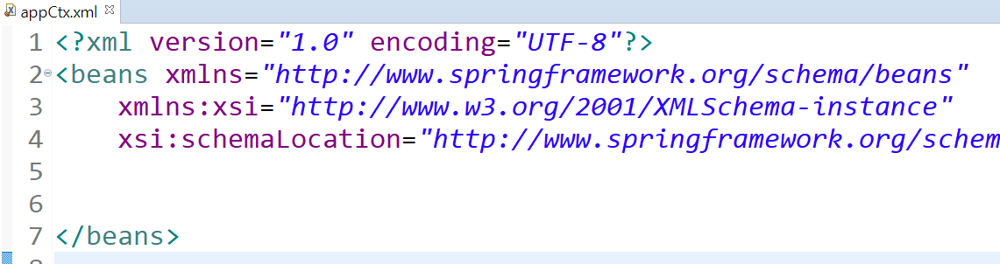 appCtx.xml
1 <?xml version="1.0" encoding="UTF-8"?>
2 <beans xmlns="http://www.springframework.org/schema/beans"
3 xmlns:xsi="http://www.w3.org/2001/XMLSchema-instance"
4 xsi:schemaLocation="http://www.springframework.org/schem
5
6
7 </beans>